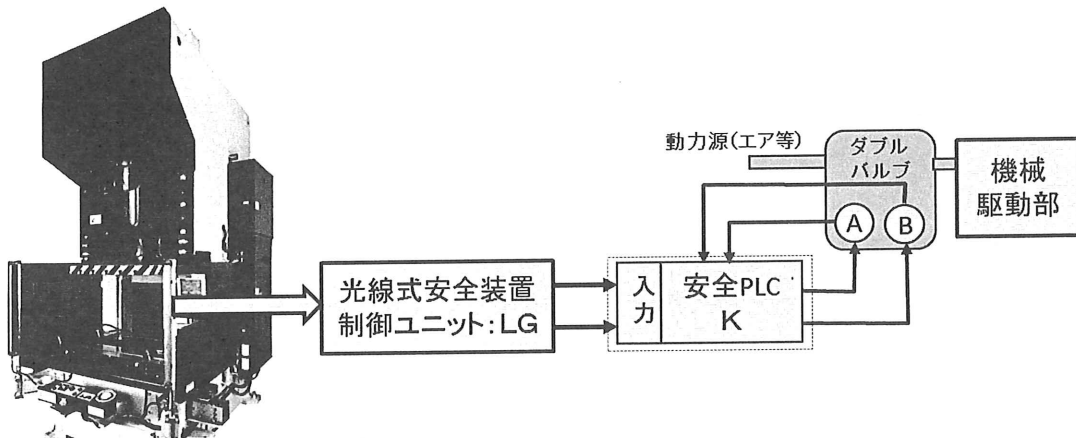 動力源(エア等)
ダブル
バルブ
機械
駆動部
A
B
光線式安全装置
制御ユニット:LG
入
力
安全PLC
K